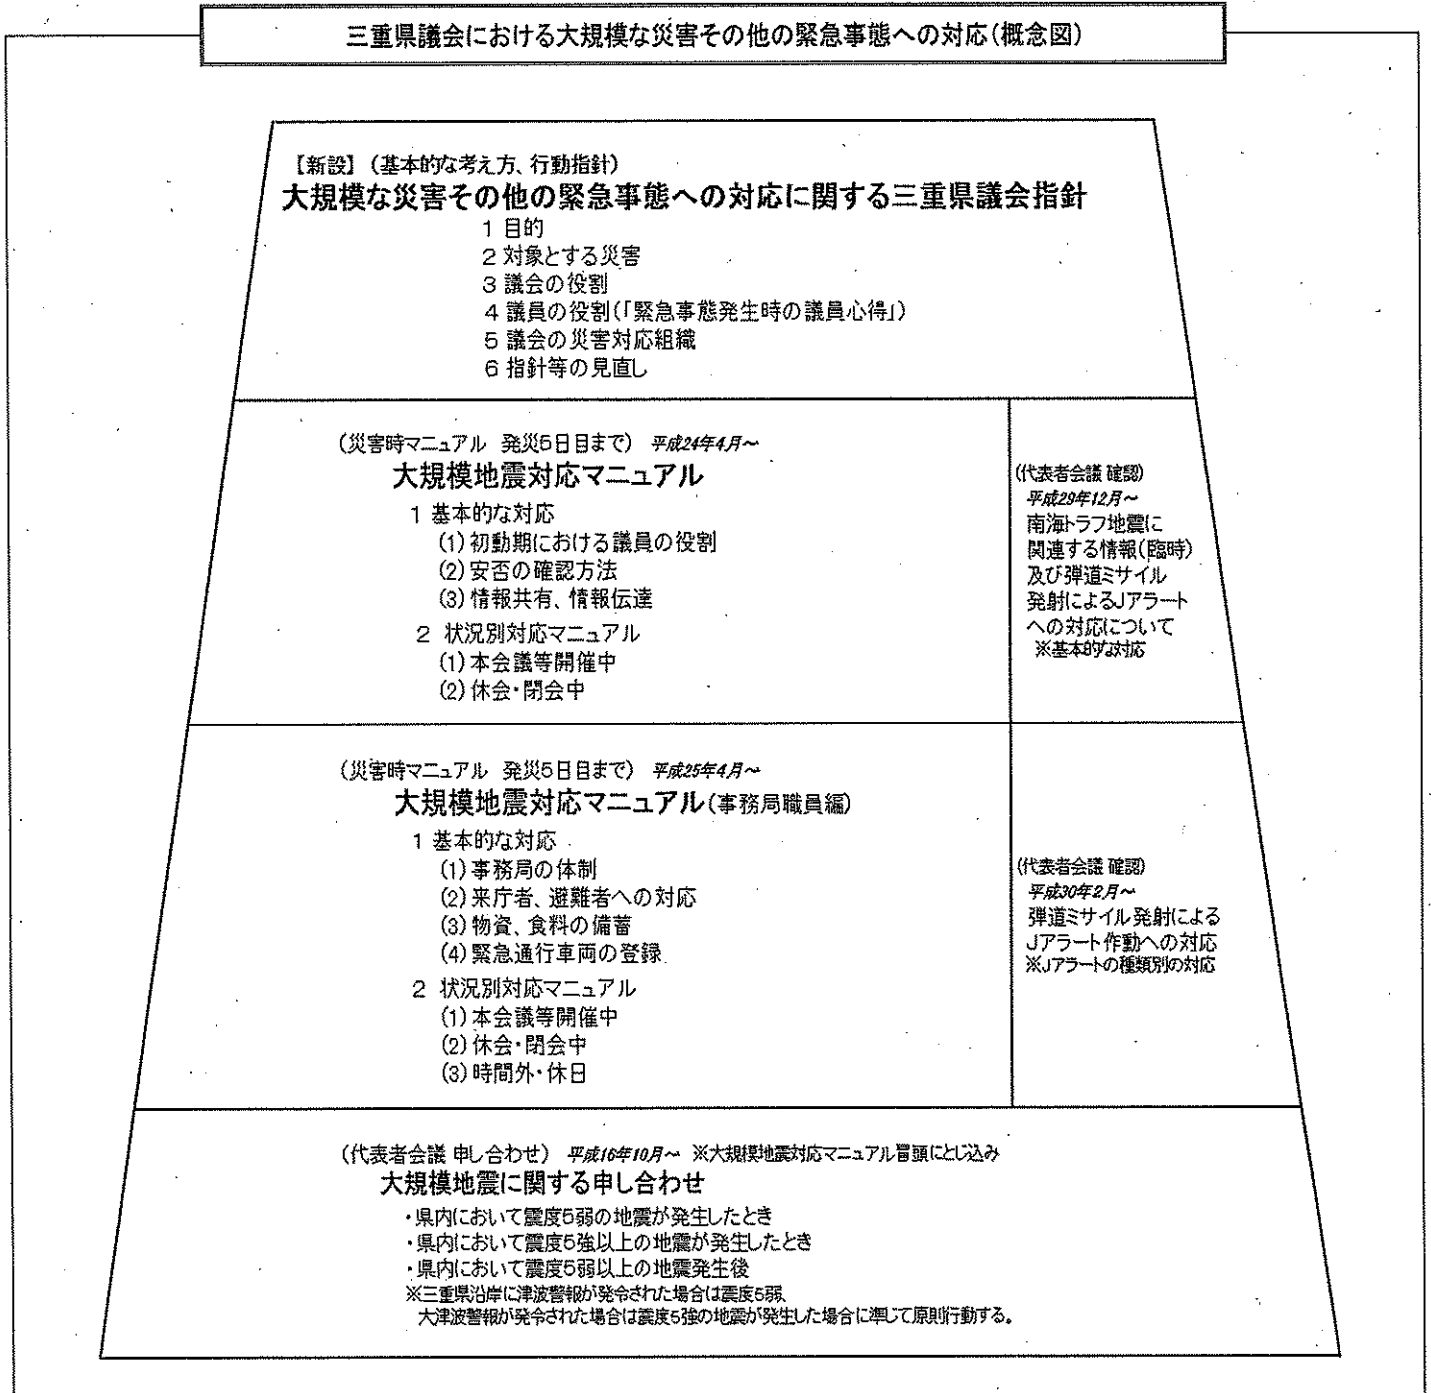 三重県議会における大規模な災害その他の緊急事態への対応(概念図)
【新設】(基本的な考え方、行動指針)
大規模な災害その他の緊急事態への対応に関する三重県議会指針
1 目的
2 対象とする災害
3 議会の役割
4 議員の役割(「緊急事態発生時の議員心得」)
5 議会の災害対応組織
6 指針等の見直し
(災害時マニュアル 発災5日目まで) 平成24年4月～
大規模地震対応マニュアル
1 基本的な対応
(1)初動期における議員の役割
(2)安否の確認方法
(3)情報共有、情報伝達
2 状況別対応マニュアル
(1)本会議等開催中
(2)休会・閉会中
(代表者会議 確認)
平成29年12月～
南海トラフ地震に
関連する情報(臨時)
及び弾道ミサイル
発射によるJアラート
への対応について
※基本的な対応
(災害時マニュアル 発災5日目まで) 平成25年4月～
大規模地震対応マニュアル(事務局職員編)
1 基本的な対応
(1)事務局の体制
(2)来庁者、避難者への対応
(3)物資、食料の備蓄
(4)緊急通行車両の登録
2 状況別対応マニュアル
(1)本会議等開催中
(2)休会・閉会中
(3)時間外・休日
(代表者会議 確認)
平成30年2月～
弾道ミサイル発射による
Jアラート作動への対応
※Jアラートの種類別の対応
(代表者会議 申し合わせ) 平成16年10月～ ※大規模地震対応マニュアル冒頭にとじ込み
大規模地震に関する申し合わせ
・県内において震度5弱の地震が発生したとき
・県内において震度5強以上の地震が発生したとき
・県内において震度5弱以上の地震発生後
※三重県沿岸に津波警報が発令された場合は震度5弱、
大津波警報が発令された場合は震度5強の地震が発生した場合に準じて原則行動する。